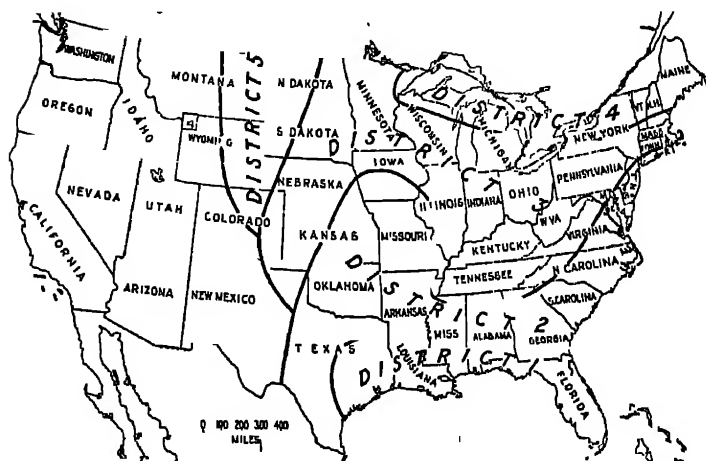 WASHINGTON
MONTANA
N DAKOTA
MINNESOTA
WISCONSIN
MICHIGAN
MAINE
VT.
N.H.
MASS
CONN
NEW YORK
OREGON
IDAHO
WYOMING
S DAKOTA
IOWA
NEBRASKA
ILLINOIS
INDIANA
OHIO
PENNSYLVANIA
W VA
VIRGINIA
NEVADA
UTAH
COLORADO
KANSAS
MISSOURI
KENTUCKY
CALIFORNIA
TENNESSEE
N CAROLINA
S.CAROLINA
ARIZONA
NEW MEXICO
OKLAHOMA
ARKANSAS
MISS
ALABAMA
GEORGIA
TEXAS
LOUISIANA
FLORIDA
DISTRICT 5
DISTRICT 4
DISTRICT 3
DISTRICT 2
DISTRICT
0 100 200 300 400
MILES